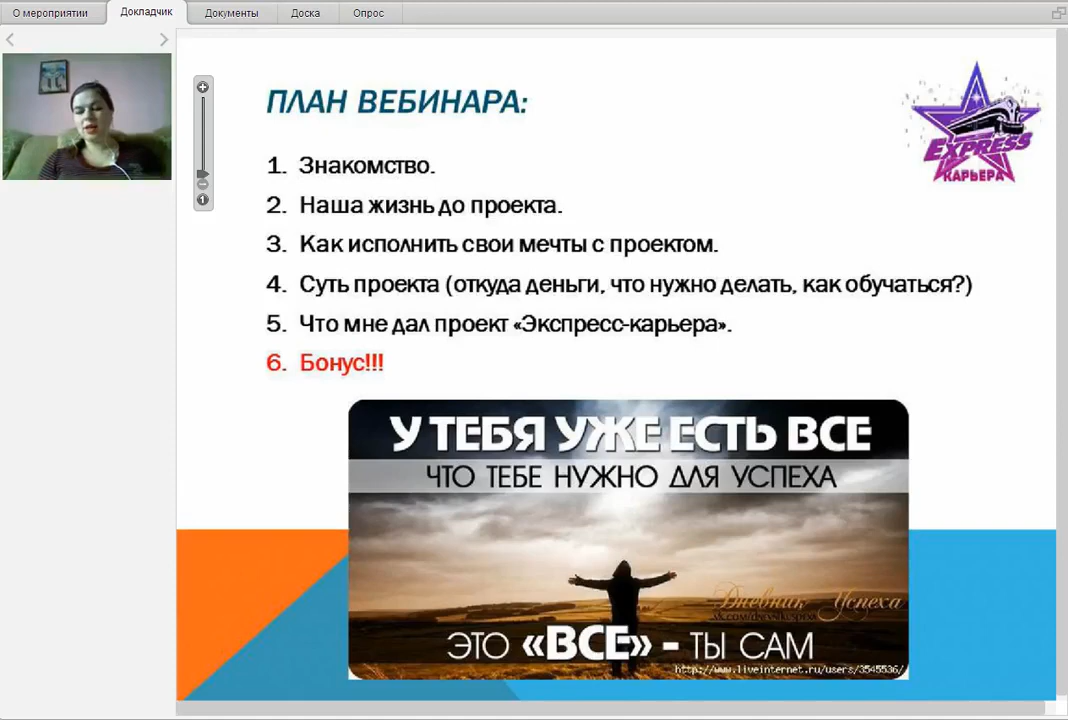 О мероприятии
Докладчик
Документы
Доска
Опрос
ПЛАН ВЕБИНАРА:
EXPRESS
КАРЬЕРА
1. Знакомство.
2. Наша жизнь до проекта.
3. Как исполнить свои мечты с проектом.
4. Суть проекта (откуда деньги, что нужно делать, как обучаться?)
5. Что мне дал проект «Экспресс-карьера».
6. Бонус!!!
У ТЕБЯ УЖЕ ЕСТЬ ВСЕ
ЧТО ТЕБЕ НУЖНО ДЛЯ УСПЕХА
Дневник Успеха
ЭТО «ВСЕ» - ТЫ САМ
http://www.liveinternet.ru/users/3545536/